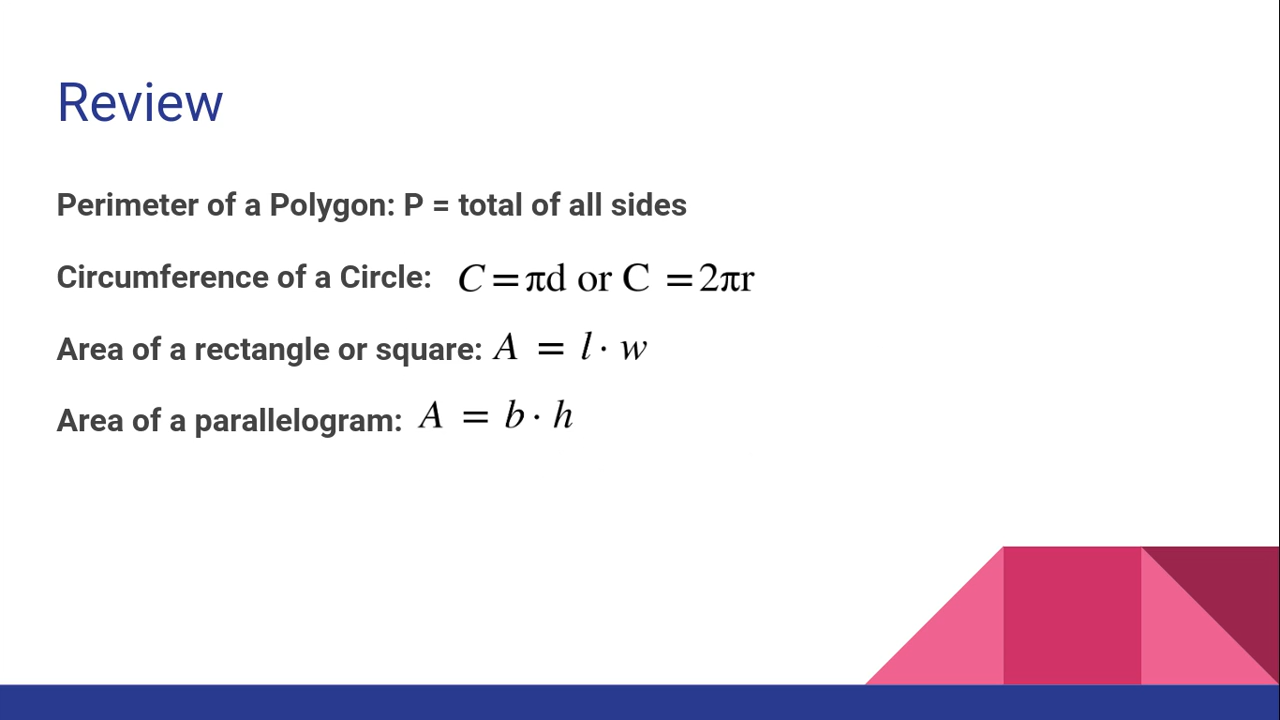 Review
Perimeter of a Polygon: P = total of all sides
Circumference of a Circle: C = πd or C = 2πr
Area of a rectangle or square: A = l · w
Area of a parallelogram: A = b · h